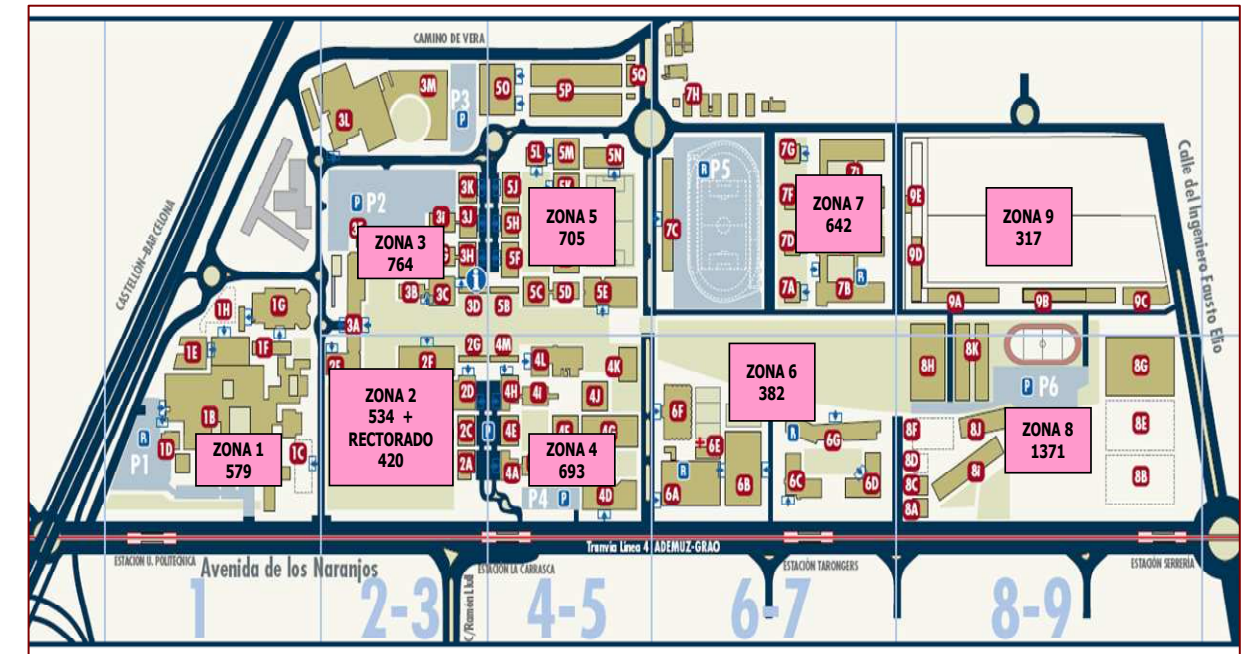 CAMINO DE VERA
CASTELLÓN-BARCELONA
Calle del Ingeniero Fausto Elio
3L
3M
P3
P
5O
5P
5Q
7H
5L
5M
5N
3K
5J
P2
P
3J
5H
3H
5F
ZONA 3
764
ZONA 5
705
R
P5
7C
7G
7F
7D
7A
7B
R
ZONA 7
642
9E
9D
ZONA 9
317
9A
9B
9C
1H
1G
1E
1F
1B
1D
1C
R
P1
ZONA 1
579
3B
3C
3A
3D
5B
5C
5D
5E
i
2G
4M
2F
2D
2C
2A
P
ZONA 2
534 +
RECTORADO
420
4L
4K
4H
4I
4J
4E
4A
4D
P4
P
ZONA 4
693
ZONA 6
382
6F
6E
R
6A
6B
R
6G
6C
6D
8H
8K
P
P6
8G
8F
8J
8E
8D
8I
8C
8B
8A
ZONA 8
1371
Tranvia Linea 4 ADEMUZ-GRAO
ESTACIÓN U. POLITECNICA
Avenida de los Naranjos
C/Ramón Llull
ESTACIÓN LA CARRASCA
ESTACIÓN TARONGERS
ESTACIÓN SERRERÍA
1
2-3
4-5
6-7
8-9